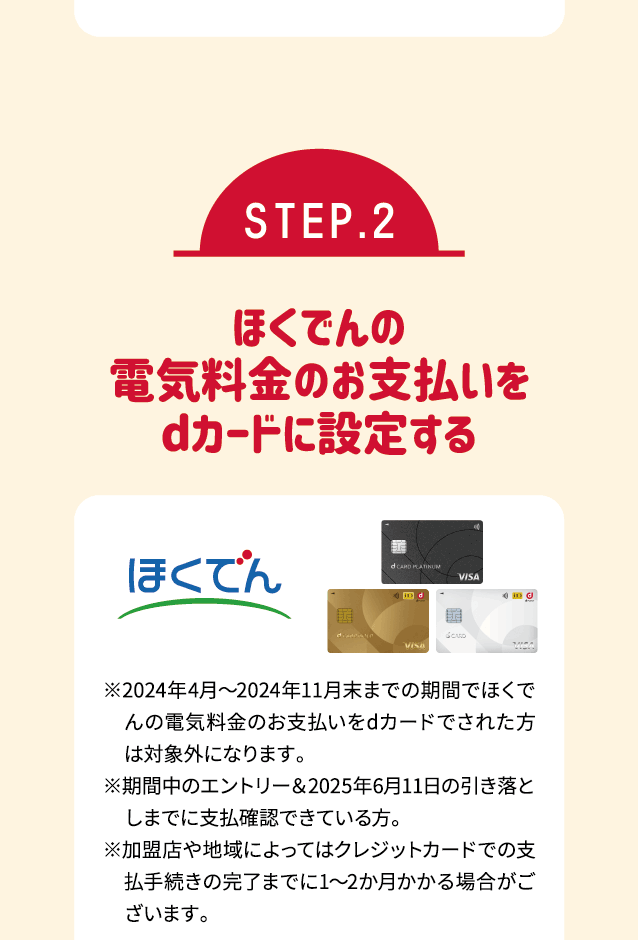 STEP.2
ほくでんの
電気料金のお支払いを
dカードに設定する
ほくでん
d CARD PLATINUM
VISA
VISA
d CARD
※2024年4月～2024年11月末までの期間でほくで
んの電気料金のお支払いをdカードでされた方
は対象外になります。
※期間中のエントリー＆2025年6月11日の引き落と
しまでに支払確認できている方。
※加盟店や地域によってはクレジットカードでの支
払手続きの完了までに1～2か月かかる場合がご
ざいます。